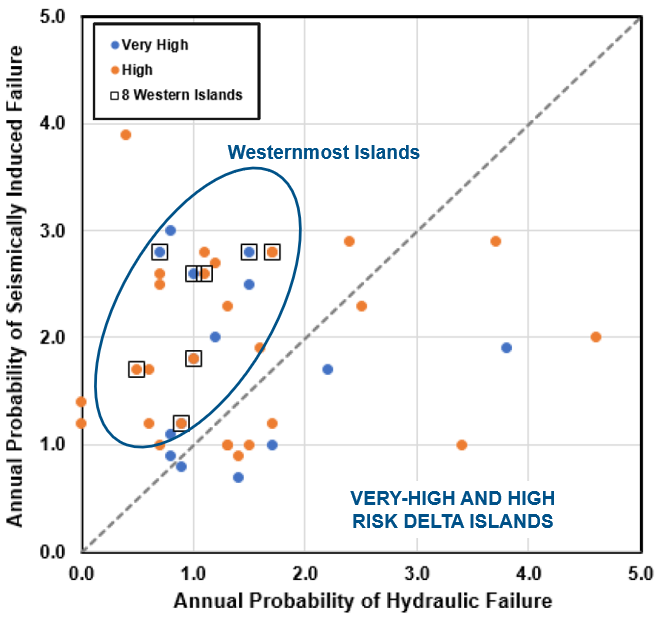 5.0
4.0
3.0
2.0
1.0
0.0
Annual Probability of Seismically Induced Failure
Very High
High
8 Western Islands
Westernmost Islands
VERY-HIGH AND HIGH
RISK DELTA ISLANDS
0.0 1.0 2.0 3.0 4.0 5.0
Annual Probability of Hydraulic Failure